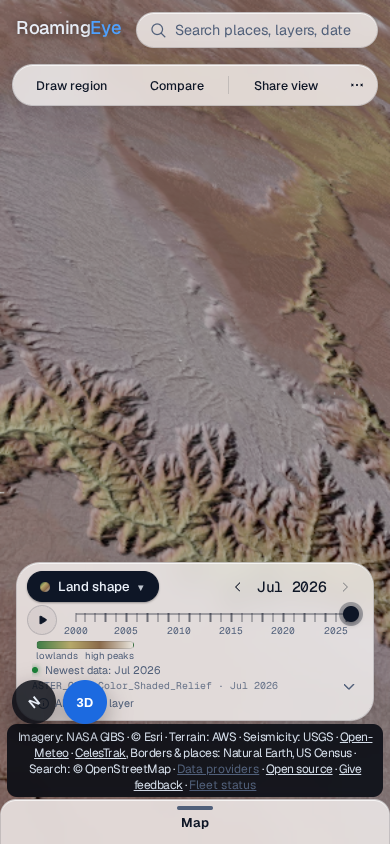 RoamingEye
Search places, layers, date
Draw region Compare Share view ···
Land shape ▾ ‹ Jul 2026 ›
2000 2005 2010 2015 2020 2025
lowlands high peaks
Newest data: Jul 2026
Color_Shaded_Relief · Jul 2026
N 3D layer
Imagery: NASA GIBS · © Esri · Terrain: AWS · Seismicity: USGS · Open-
Meteo · CelesTrak, Borders & places: Natural Earth, US Census ·
Search: © OpenStreetMap · Data providers · Open source · Give
feedback · Fleet status
Map